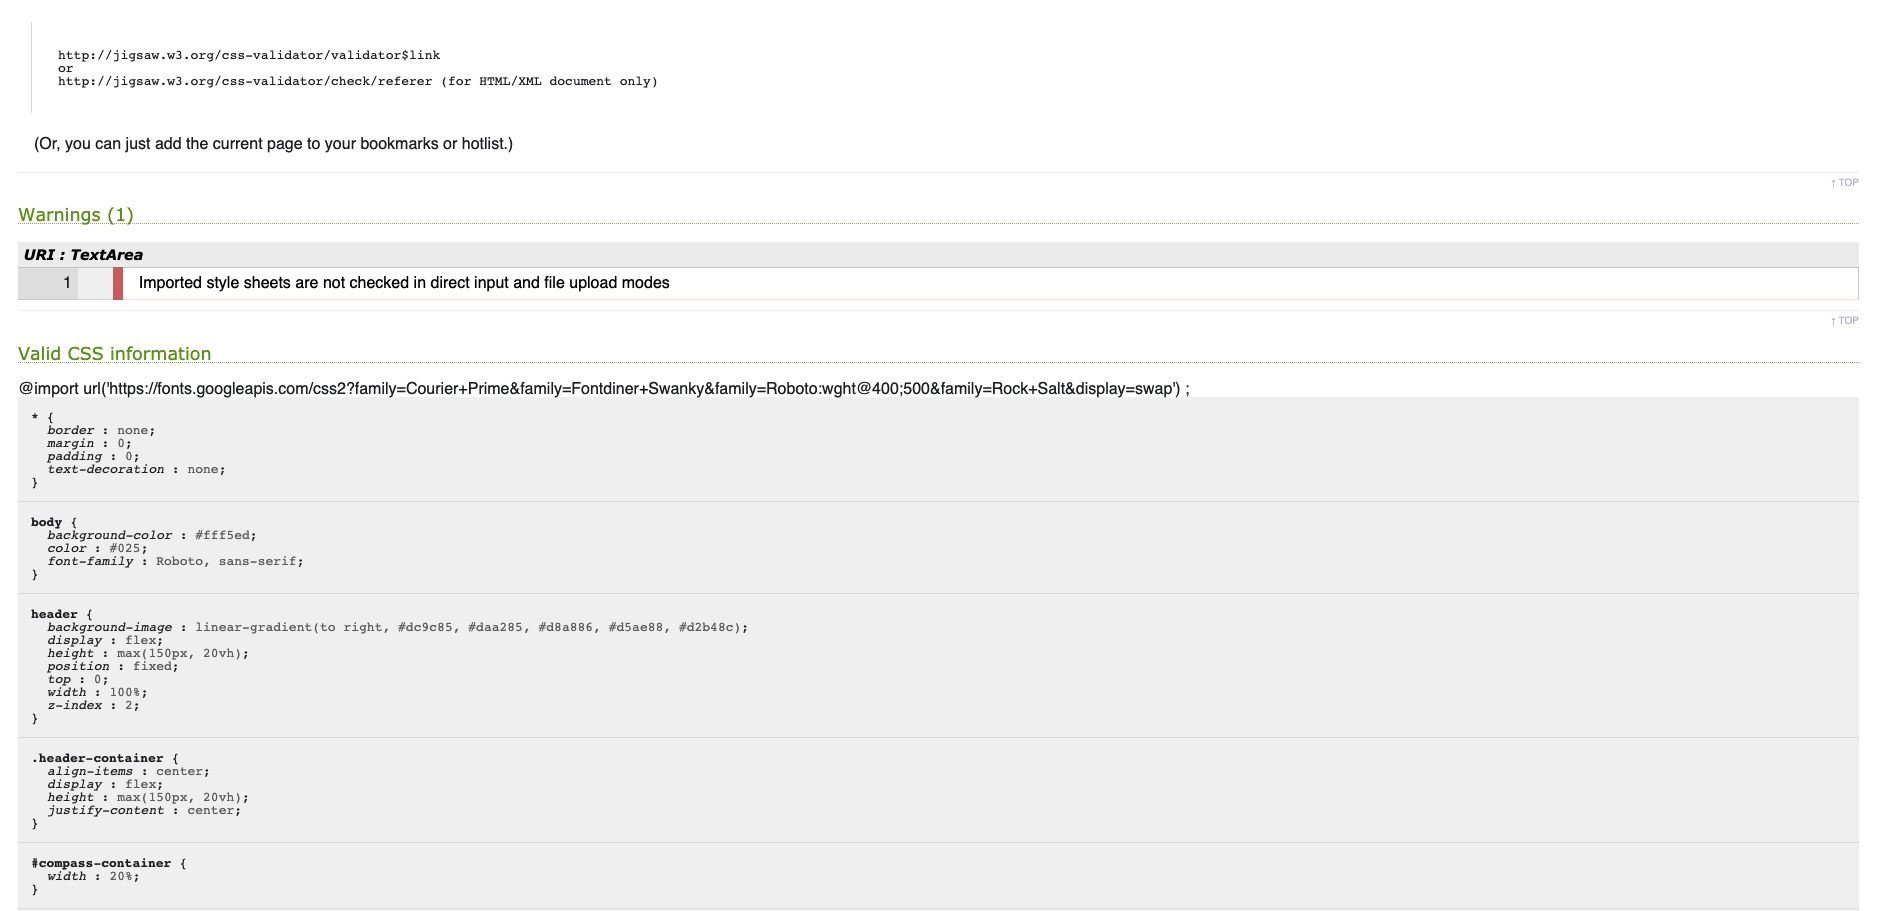 http://jigsaw.w3.org/css-validator/validator$link
or
http://jigsaw.w3.org/css-validator/check/referer (for HTML/XML document only)
(Or, you can just add the current page to your bookmarks or hotlist.)
↑ TOP
Warnings (1)
URI : TextArea
1 Imported style sheets are not checked in direct input and file upload modes
↑ TOP
Valid CSS information
@import url('https://fonts.googleapis.com/css2?family=Courier+Prime&family=Fontdiner+Swanky&family=Roboto:wght@400;500&family=Rock+Salt&display=swap') ;
* {
border : none;
margin : 0;
padding : 0;
text-decoration : none;
}
body {
background-color : #fff5ed;
color : #025;
font-family : Roboto, sans-serif;
}
header {
background-image : linear-gradient(to right, #dc9c85, #daa285, #d8a886, #d5ae88, #d2b48c);
display : flex;
height : max(150px, 20vh);
position : fixed;
top : 0;
width : 100%;
z-index : 2;
}
.header-container {
align-items : center;
display : flex;
height : max(150px, 20vh);
justify-content : center;
}
#compass-container {
width : 20%;
}